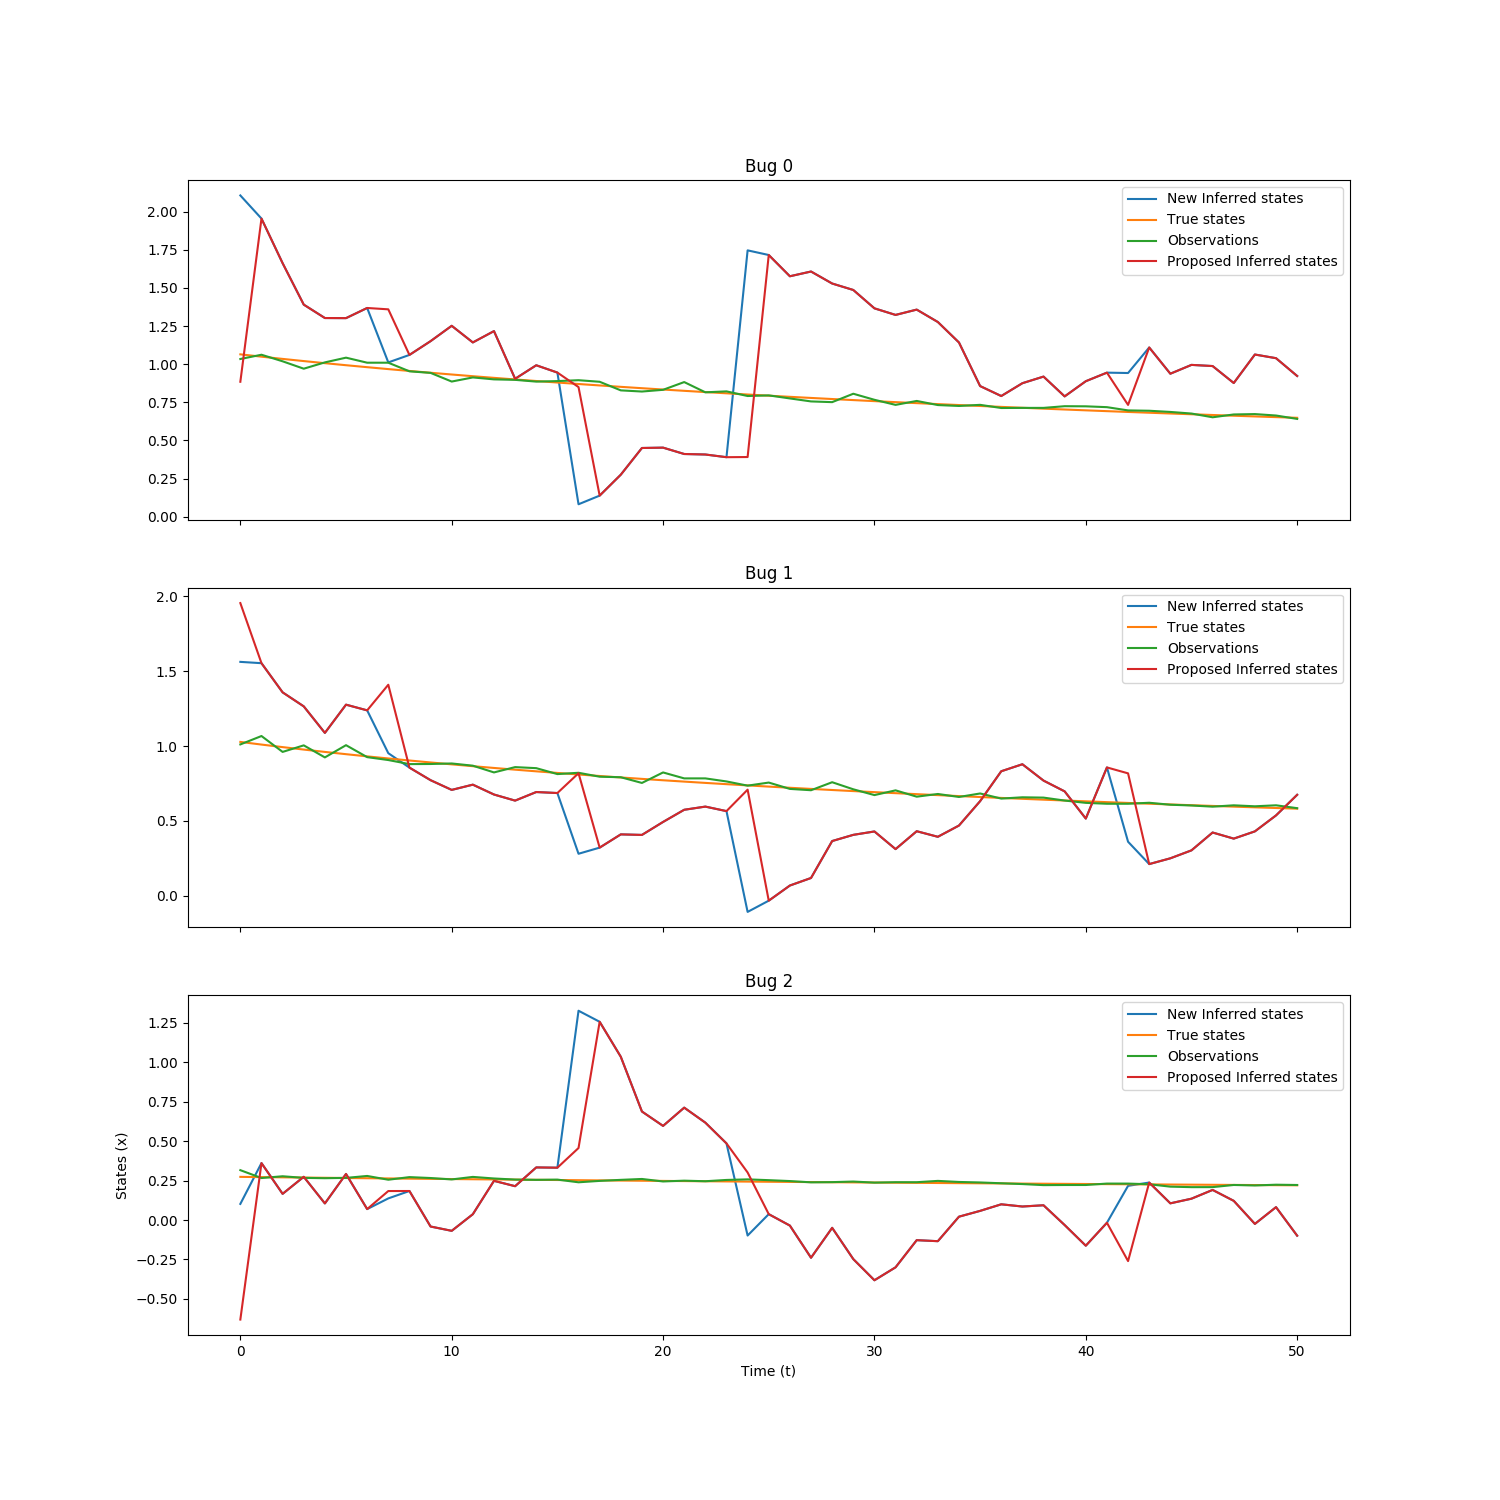 Bug 0
2.00
1.75
1.50
1.25
1.00
0.75
0.50
0.25
0.00
New Inferred states
True states
Observations
Proposed Inferred states
Bug 1
2.0
1.5
1.0
0.5
0.0
New Inferred states
True states
Observations
Proposed Inferred states
Bug 2
States (x)
1.25
1.00
0.75
0.50
0.25
0.00
−0.25
−0.50
New Inferred states
True states
Observations
Proposed Inferred states
0 10 20 30 40 50
Time (t)